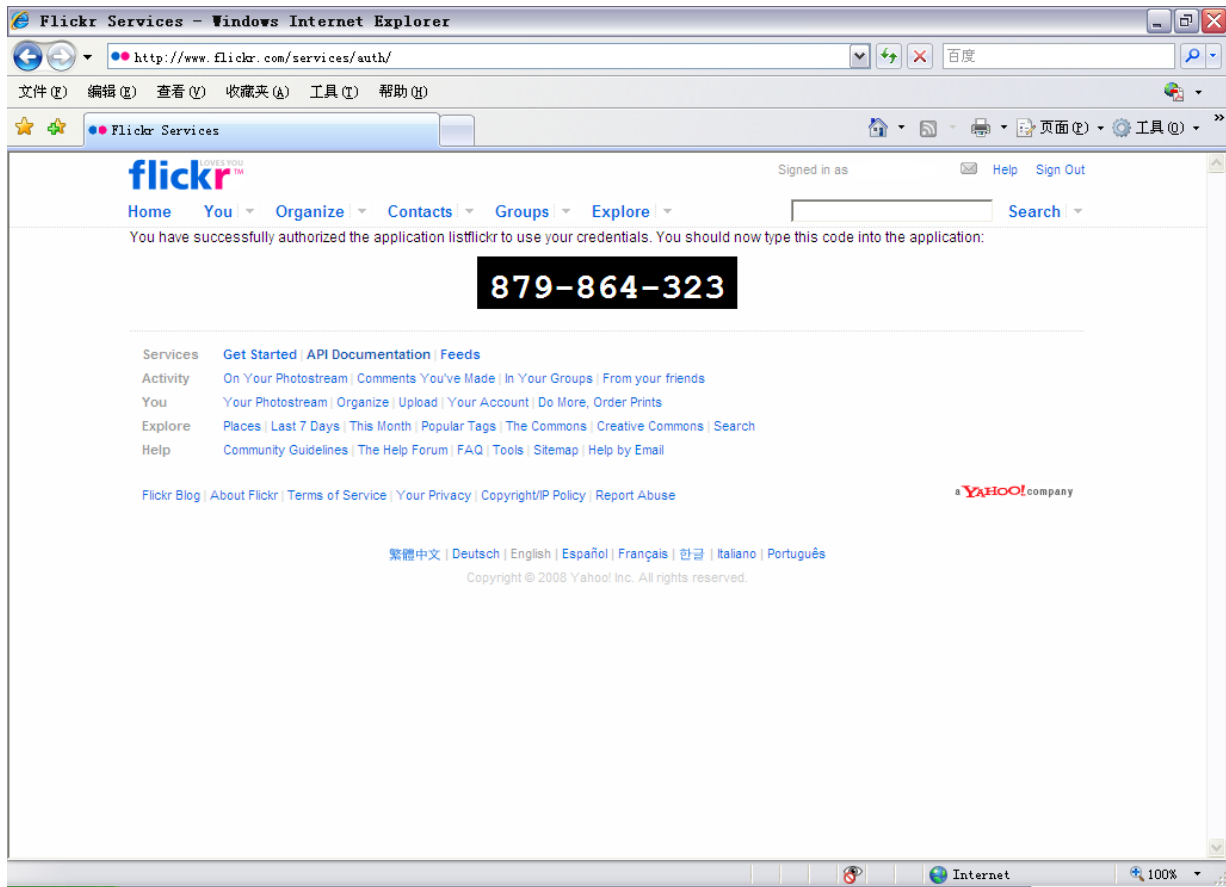 Flickr Services - Windows Internet Explorer
http://www.flickr.com/services/auth/ 百度
文件(F) 编辑(E) 查看(V) 收藏夹(A) 工具(T) 帮助(H)
Flickr Services 页面(P) 工具(O) »
LOVES YOU
flickr™ Signed in as Help Sign Out
Home You Organize Contacts Groups Explore Search
You have successfully authorized the application listflickr to use your credentials. You should now type this code into the application:
879-864-323
Services Get Started | API Documentation | Feeds
Activity On Your Photostream | Comments You've Made | In Your Groups | From your friends
You Your Photostream | Organize | Upload | Your Account | Do More, Order Prints
Explore Places | Last 7 Days | This Month | Popular Tags | The Commons | Creative Commons | Search
Help Community Guidelines | The Help Forum | FAQ | Tools | Sitemap | Help by Email
Flickr Blog | About Flickr | Terms of Service | Your Privacy | Copyright/IP Policy | Report Abuse a YAHOO! company
繁體中文 | Deutsch | English | Español | Français | 한글 | Italiano | Português
Copyright © 2008 Yahoo! Inc. All rights reserved.
Internet 100%